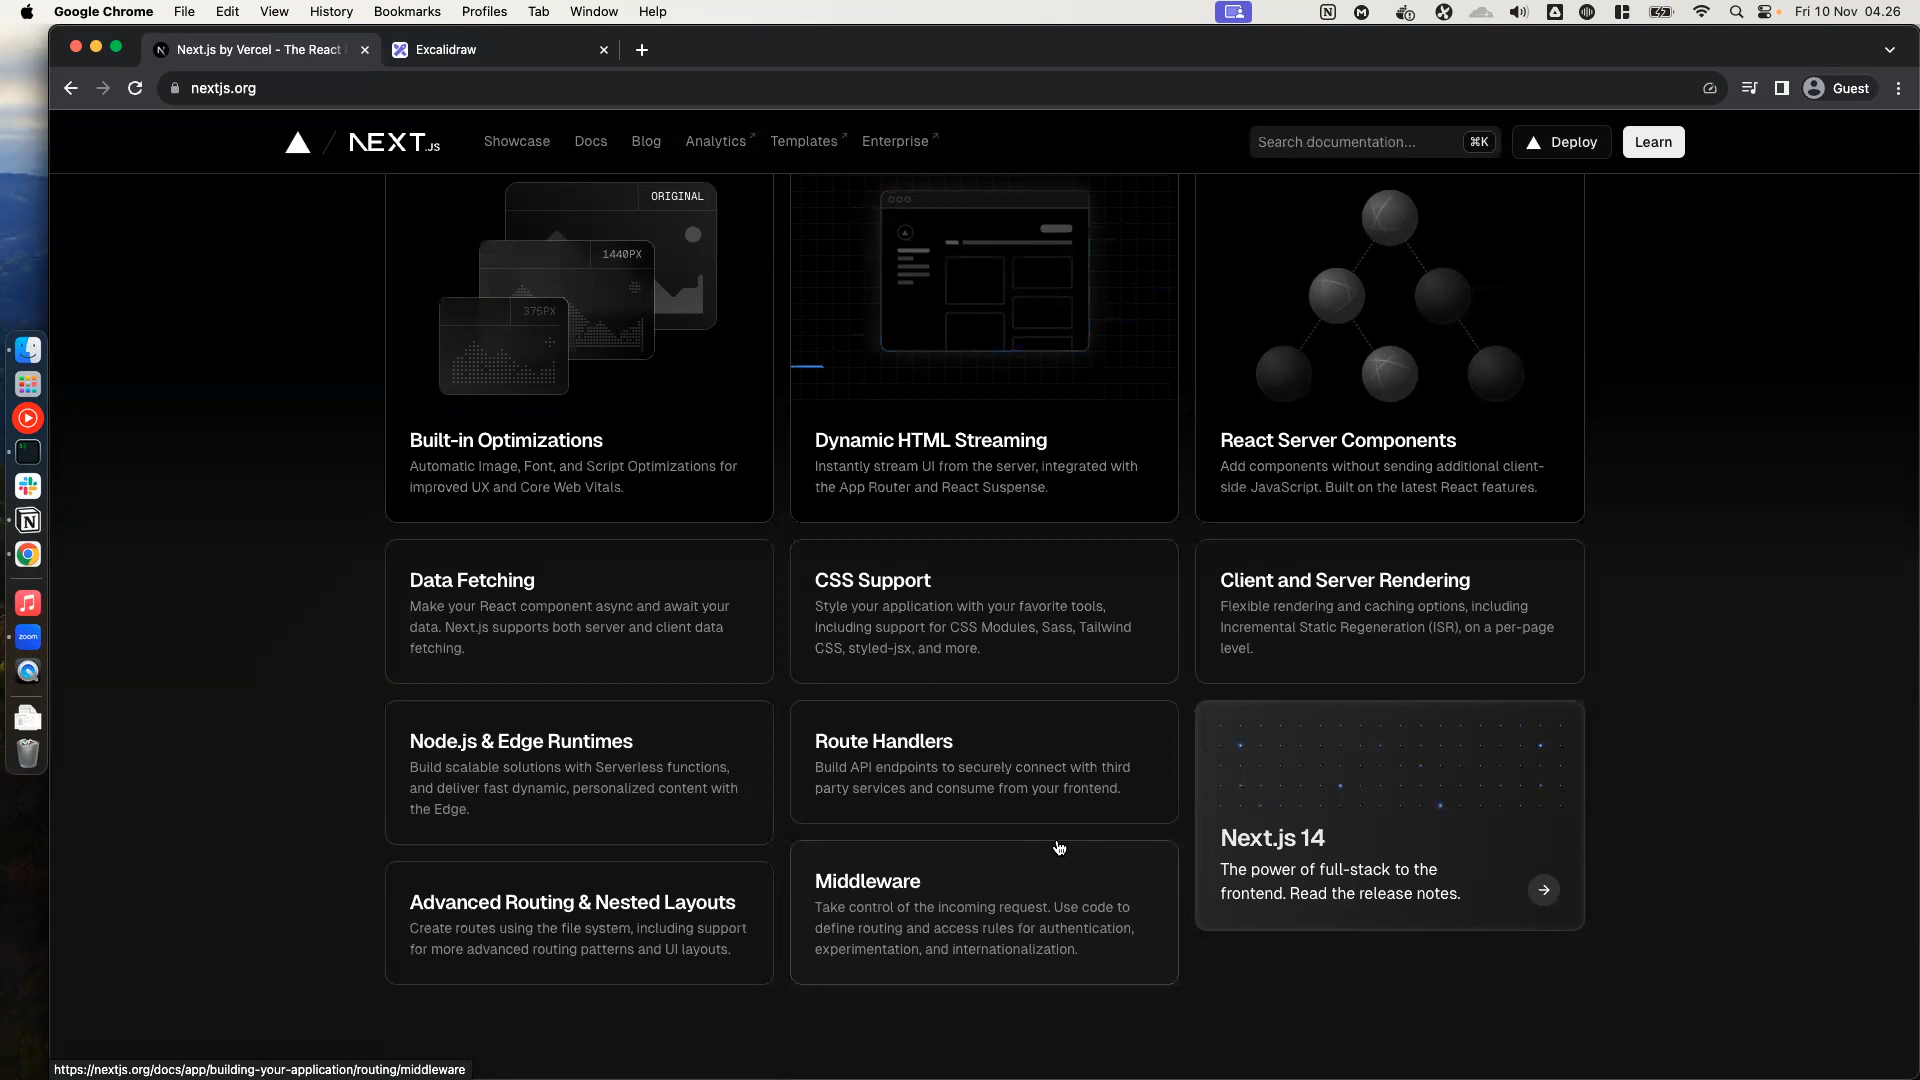 Google Chrome File Edit View History Bookmarks Profiles Tab Window Help Fri 10 Nov 04.26
Next.js by Vercel - The React Excalidraw
nextjs.org Guest
NEXT.JS Showcase Docs Blog Analytics Templates Enterprise Search documentation... ⌘K Deploy Learn
ORIGINAL
1440PX
375PX
Built-in Optimizations
Automatic Image, Font, and Script Optimizations for
improved UX and Core Web Vitals.
Dynamic HTML Streaming
Instantly stream UI from the server, integrated with
the App Router and React Suspense.
React Server Components
Add components without sending additional client-
side JavaScript. Built on the latest React features.
Data Fetching
Make your React component async and await your
data. Next.js supports both server and client data
fetching.
CSS Support
Style your application with your favorite tools,
including support for CSS Modules, Sass, Tailwind
CSS, styled-jsx, and more.
Client and Server Rendering
Flexible rendering and caching options, including
Incremental Static Regeneration (ISR), on a per-page
level.
Node.js & Edge Runtimes
Build scalable solutions with Serverless functions,
and deliver fast dynamic, personalized content with
the Edge.
Route Handlers
Build API endpoints to securely connect with third
party services and consume from your frontend.
Next.js 14
The power of full-stack to the
frontend. Read the release notes.
Advanced Routing & Nested Layouts
Create routes using the file system, including support
for more advanced routing patterns and UI layouts.
Middleware
Take control of the incoming request. Use code to
define routing and access rules for authentication,
experimentation, and internationalization.
zoom
https://nextjs.org/docs/app/building-your-application/routing/middleware